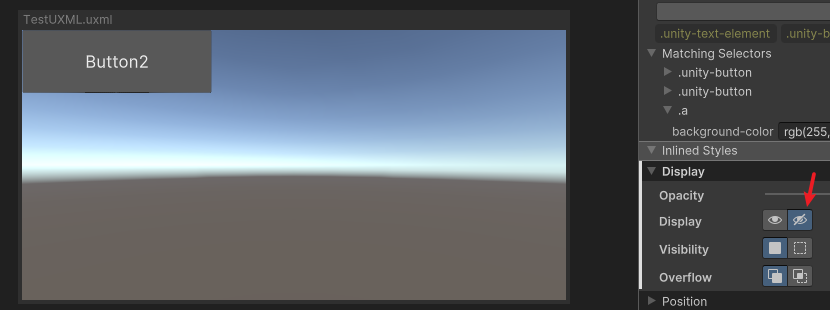 TestUXML.uxml
Button2
.unity-text-element
.unity-b
Matching Selectors
.unity-button
.unity-button
.a
background-color rgb(255,
Inlined Styles
Display
Opacity
Display
Visibility
Overflow
Position